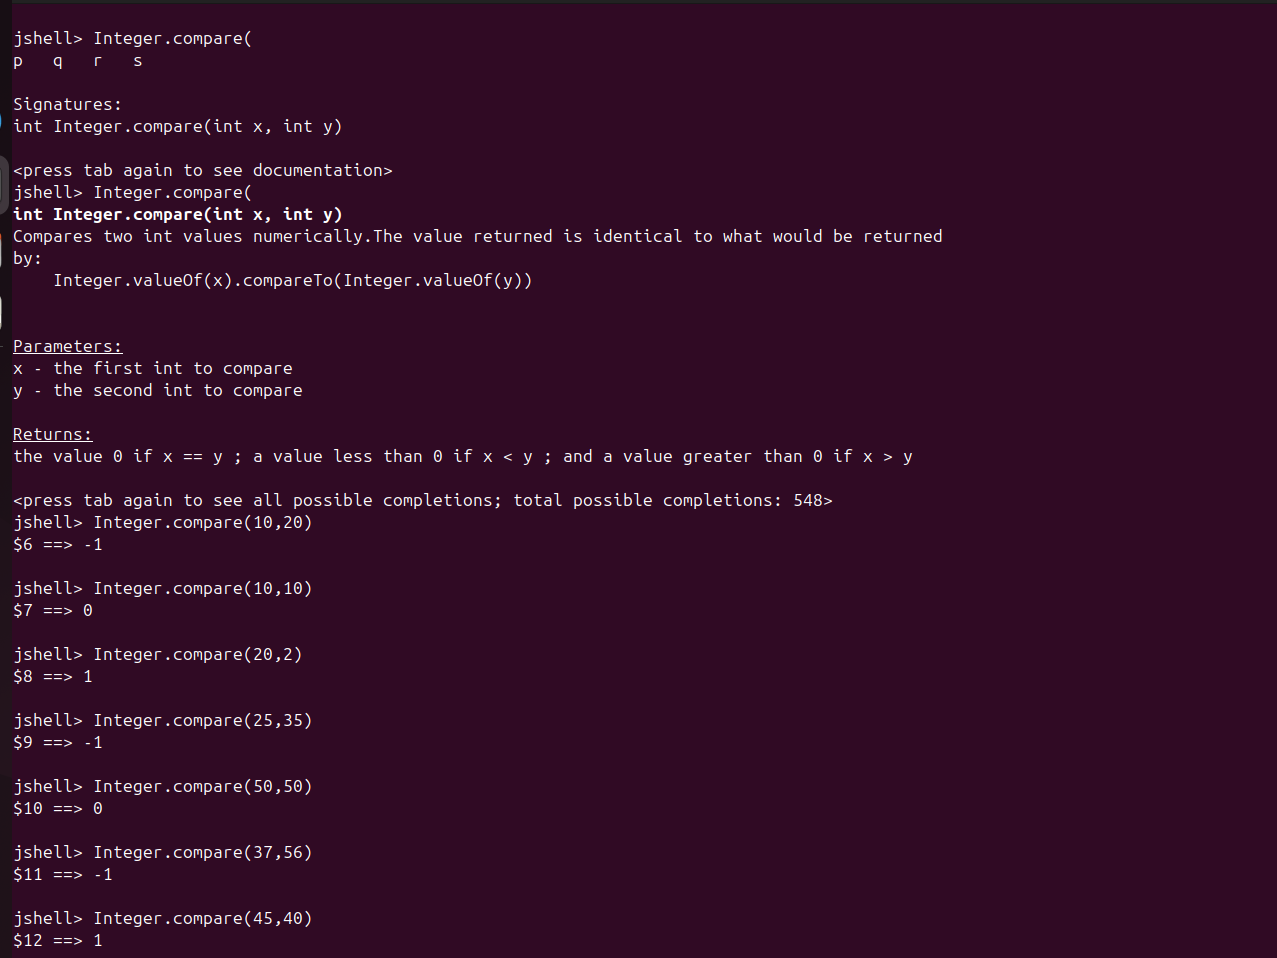 jshell> Integer.compare(
p   q   r   s
Signatures:
int Integer.compare(int x, int y)
<press tab again to see documentation>
jshell> Integer.compare(
int Integer.compare(int x, int y)
Compares two int values numerically.The value returned is identical to what would be returned
by:
    Integer.valueOf(x).compareTo(Integer.valueOf(y))
Parameters:
x - the first int to compare
y - the second int to compare
Returns:
the value 0 if x == y ; a value less than 0 if x < y ; and a value greater than 0 if x > y
<press tab again to see all possible completions; total possible completions: 548>
jshell> Integer.compare(10,20)
$6 ==> -1
jshell> Integer.compare(10,10)
$7 ==> 0
jshell> Integer.compare(20,2)
$8 ==> 1
jshell> Integer.compare(25,35)
$9 ==> -1
jshell> Integer.compare(50,50)
$10 ==> 0
jshell> Integer.compare(37,56)
$11 ==> -1
jshell> Integer.compare(45,40)
$12 ==> 1